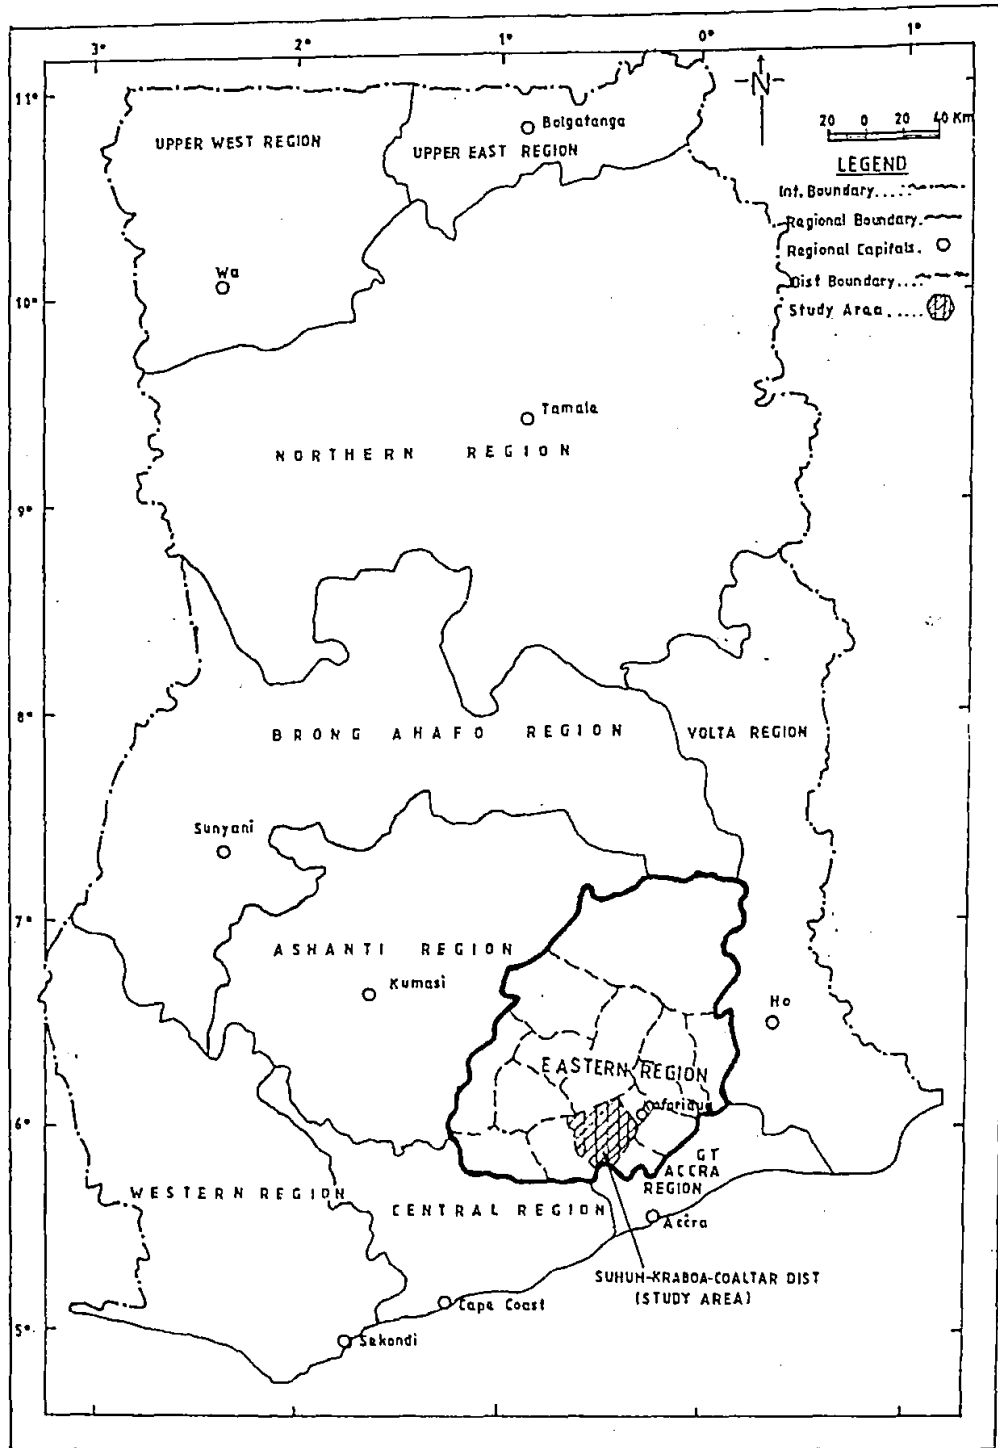 3° 2° 1° 0° 1°
-N-
11°
Bolgatanga
20 0 20 40 Km
UPPER WEST REGION
UPPER EAST REGION
LEGEND
Int. Boundary
Regional Boundary
Regional Capitals
Dist Boundary
Study Area
Wa
10°
Tamale
NORTHERN REGION
9°
8°
BRONG AHAFO REGION
VOLTA REGION
Sunyani
7°
ASHANTI REGION
Kumasi
Ho
EASTERN REGION
6°
GT
ACCRA
REGION
WESTERN REGION
CENTRAL REGION
Accra
SUHUH-KRABOA-COALTAR DIST
(STUDY AREA)
Cape Coast
5°
Sekondi